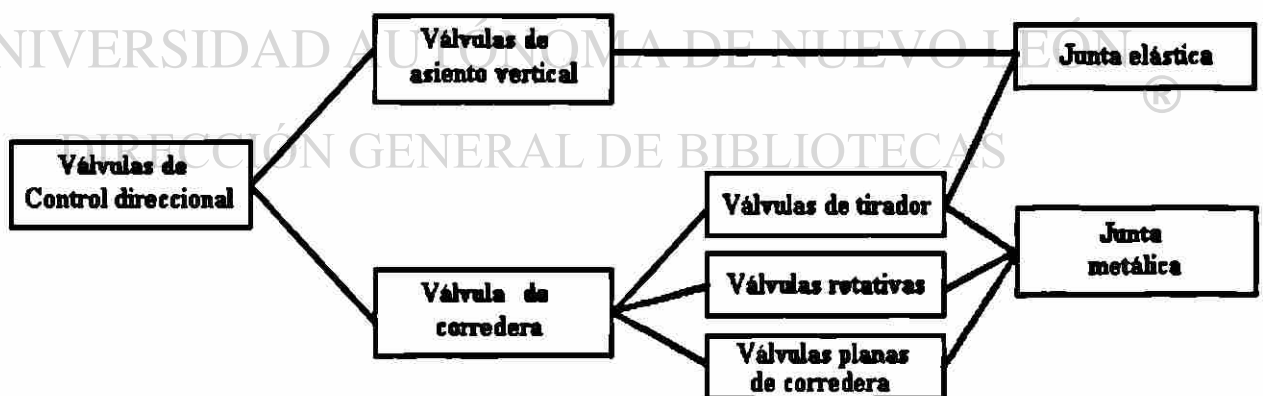 UNIVERSIDAD AUTÓNOMA DE NUEVO LEÓN
®
DIRECCIÓN GENERAL DE BIBLIOTECAS
Válvulas de
Control direccional
Válvulas de
asiento vertical
Válvula de
corredera
Válvulas de tirador
Válvulas rotativas
Válvulas planas
de corredera
Junta elástica
Junta
metálica